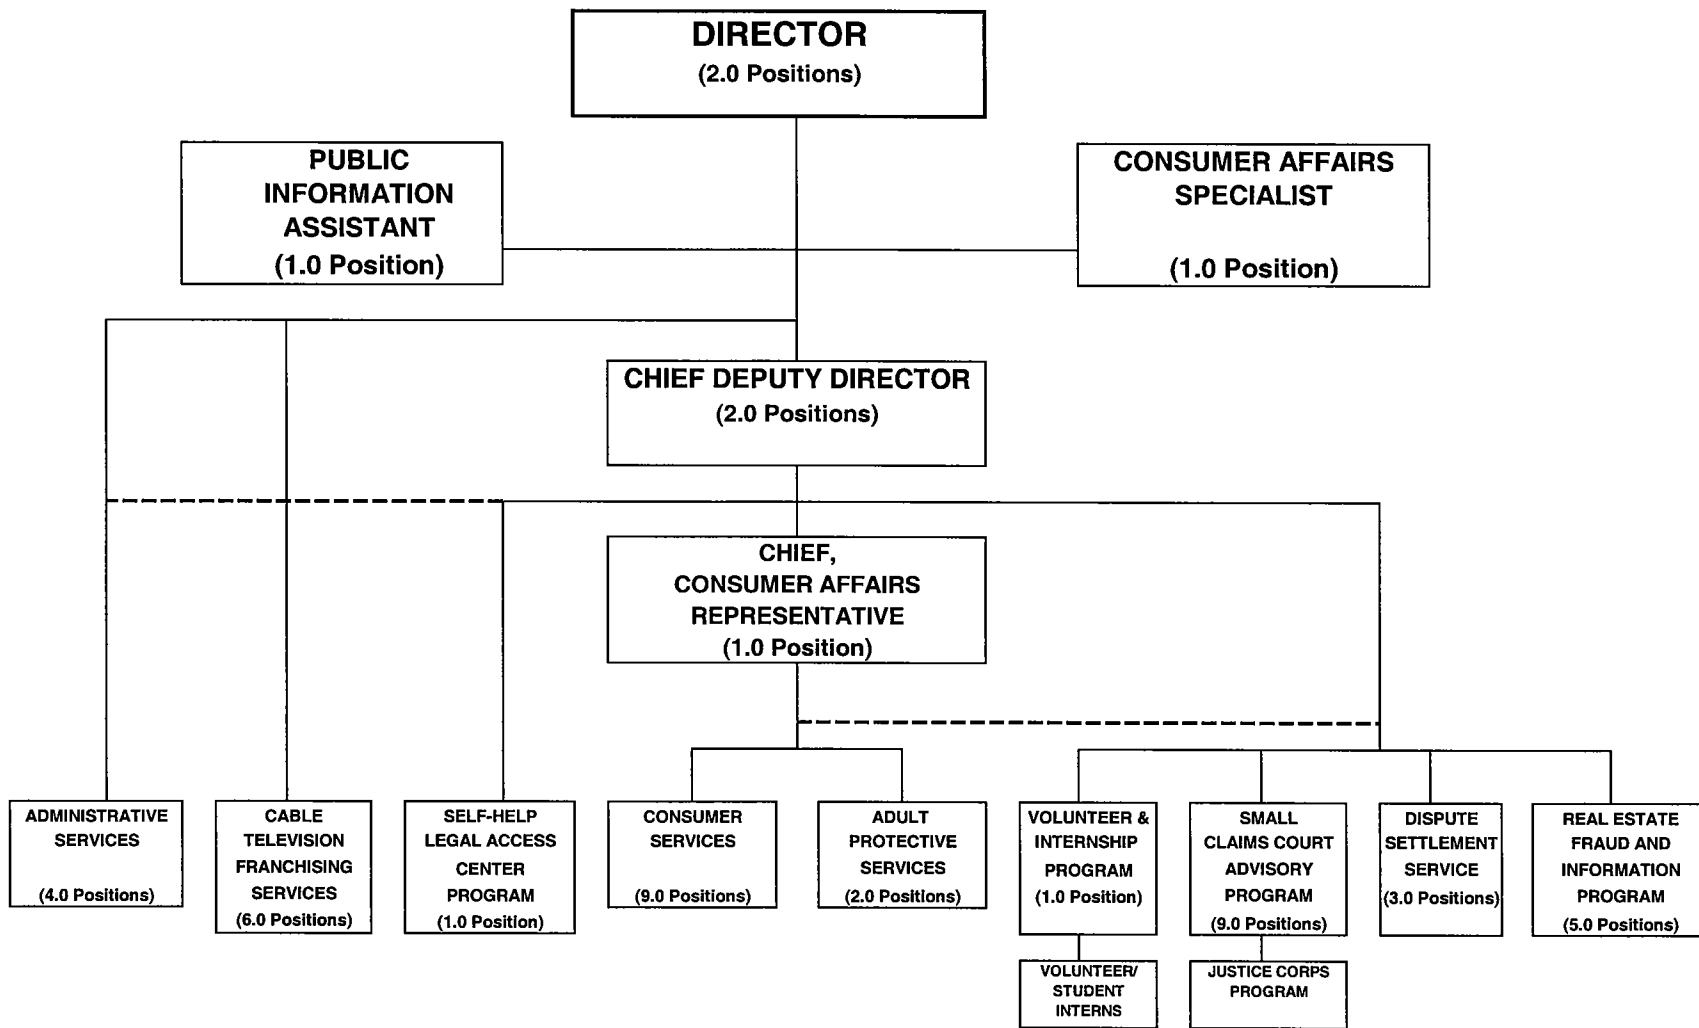 DIRECTOR
(2.0 Positions)
PUBLIC
INFORMATION
ASSISTANT
(1.0 Position)
CONSUMER AFFAIRS
SPECIALIST
(1.0 Position)
CHIEF DEPUTY DIRECTOR
(2.0 Positions)
CHIEF,
CONSUMER AFFAIRS
REPRESENTATIVE
(1.0 Position)
ADMINISTRATIVE
SERVICES
(4.0 Positions)
CABLE
TELEVISION
FRANCHISING
SERVICES
(6.0 Positions)
SELF-HELP
LEGAL ACCESS
CENTER
PROGRAM
(1.0 Position)
CONSUMER
SERVICES
(9.0 Positions)
ADULT
PROTECTIVE
SERVICES
(2.0 Positions)
VOLUNTEER &
INTERNSHIP
PROGRAM
(1.0 Position)
SMALL
CLAIMS COURT
ADVISORY
PROGRAM
(9.0 Positions)
DISPUTE
SETTLEMENT
SERVICE
(3.0 Positions)
REAL ESTATE
FRAUD AND
INFORMATION
PROGRAM
(5.0 Positions)
VOLUNTEER/
STUDENT
INTERNS
JUSTICE CORPS
PROGRAM